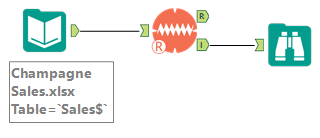 R
R
I
Champagne
Sales.xlsx
Table=`Sales$`